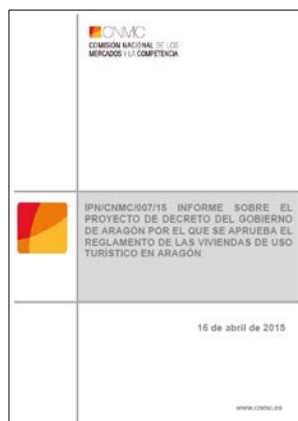 CNMC
COMISIÓN NACIONAL DE LOS
MERCADOS Y LA COMPETENCIA
IPN/CNMC/007/15 INFORME SOBRE EL
PROYECTO DE DECRETO DEL GOBIERNO
DE ARAGÓN POR EL QUE SE APRUEBA EL
REGLAMENTO DE LAS VIVIENDAS DE USO
TURÍSTICO EN ARAGÓN
16 de abril de 2015
www.cnmc.es